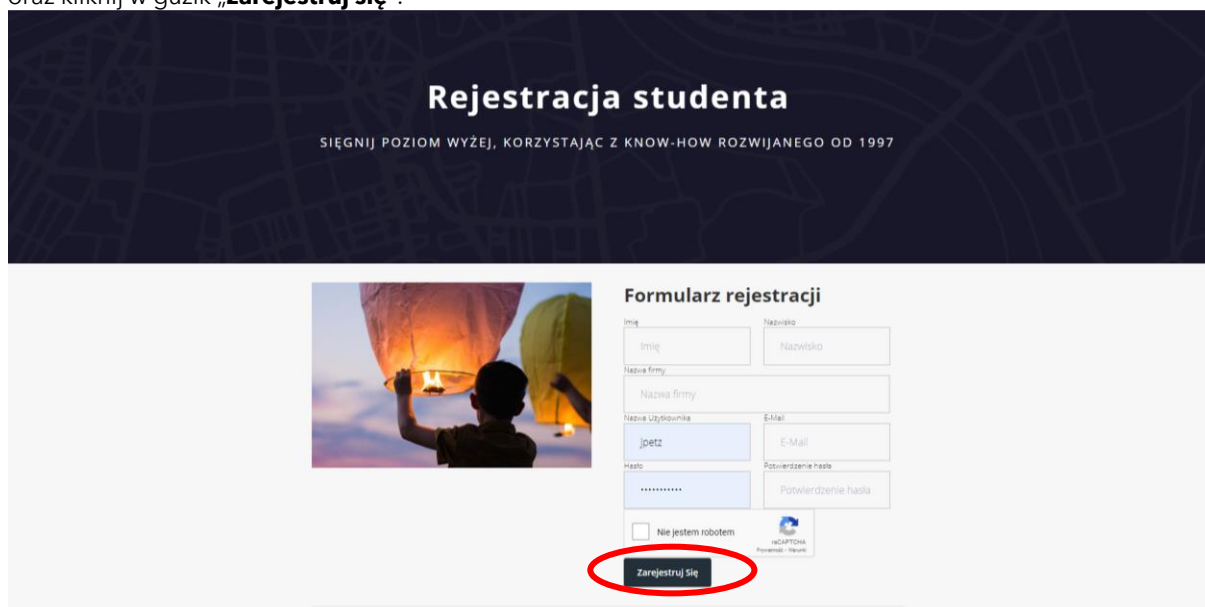 oraz kliknij w guzik „zarejestruj się".
Rejestracja studenta
SIĘGNIJ POZIOM WYŻEJ, KORZYSTAJĄC Z KNOW-HOW ROZWIJANEGO OD 1997
Formularz rejestracji
Imię Nazwisko
Imię Nazwisko
Nazwa firmy
Nazwa firmy
Nazwa Użytkownika E-Mail
jpetz E-Mail
Hasło Potwierdzenie hasła
••••••••••• Potwierdzenie hasła
Nie jestem robotem
reCAPTCHA
Prywatność - Warunki
Zarejestruj Się